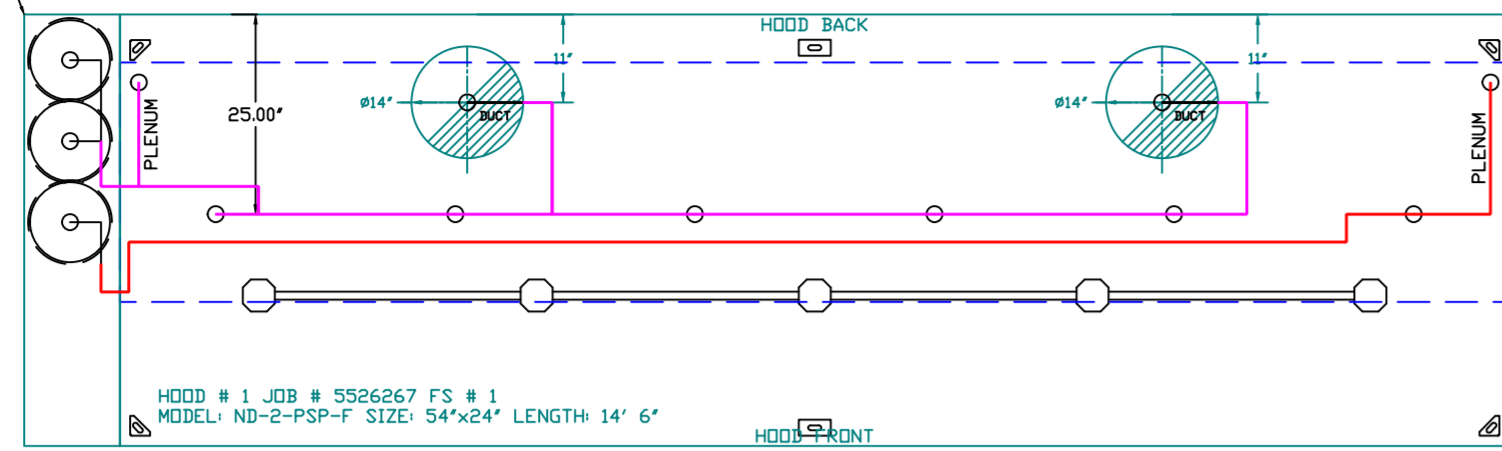 HOOD BACK
11"
11"
PLENUM
25.00"
ø14"
DUCT
ø14"
DUCT
PLENUM
HOOD # 1 JOB # 5526267 FS # 1
MODEL: ND-2-PSP-F SIZE: 54"x24" LENGTH: 14' 6"
HOOD FRONT